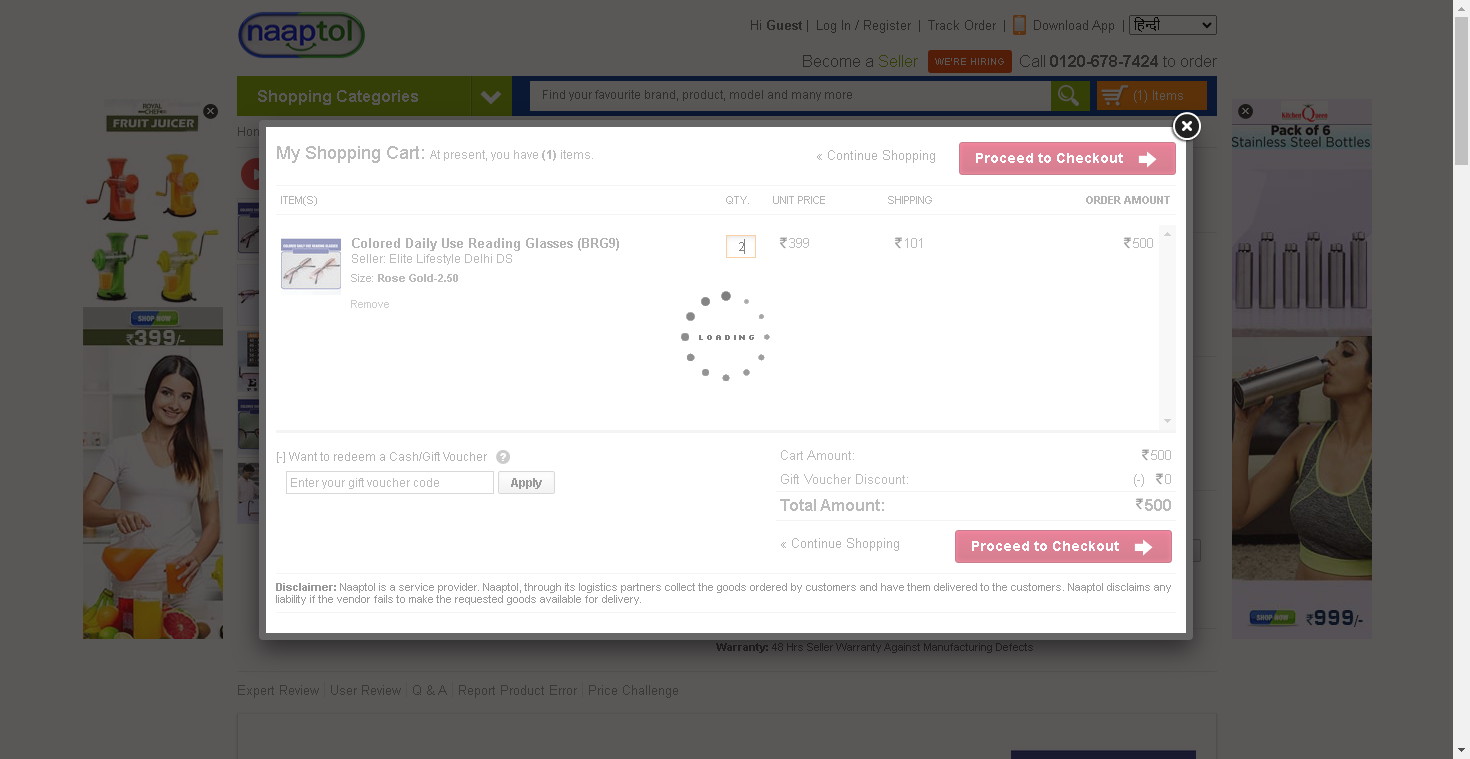 naaptol
Hi Guest | Log In / Register | Track Order | Download App | हिन्दी
Become a Seller WE'RE HIRING Call 0120-678-7424 to order
Shopping Categories
Find your favourite brand, product, model and many more
(1) Items
ROYAL CHEF
FRUIT JUICER
SHOP NOW
₹399/-
Kitchen Queen
Pack of 6
Stainless Steel Bottles
SHOP NOW
₹999/-
Hon
My Shopping Cart: At present, you have (1) items.
« Continue Shopping
Proceed to Checkout
ITEM(S) QTY. UNIT PRICE SHIPPING ORDER AMOUNT
COLORED DAILY USE READING GLASSES
Colored Daily Use Reading Glasses (BRG9) 2 ₹399 ₹101 ₹500
Seller: Elite Lifestyle Delhi DS
Size: Rose Gold-2.50
Remove
LOADING
[-] Want to redeem a Cash/Gift Voucher ?
Enter your gift voucher code Apply
Cart Amount: ₹500
Gift Voucher Discount: (-) ₹0
Total Amount: ₹500
« Continue Shopping
Proceed to Checkout
Disclaimer: Naaptol is a service provider. Naaptol, through its logistics partners collect the goods ordered by customers and have them delivered to the customers. Naaptol disclaims any
liability if the vendor fails to make the requested goods available for delivery.
Warranty: 48 Hrs Seller Warranty Against Manufacturing Defects
Expert Review | User Review | Q & A | Report Product Error | Price Challenge